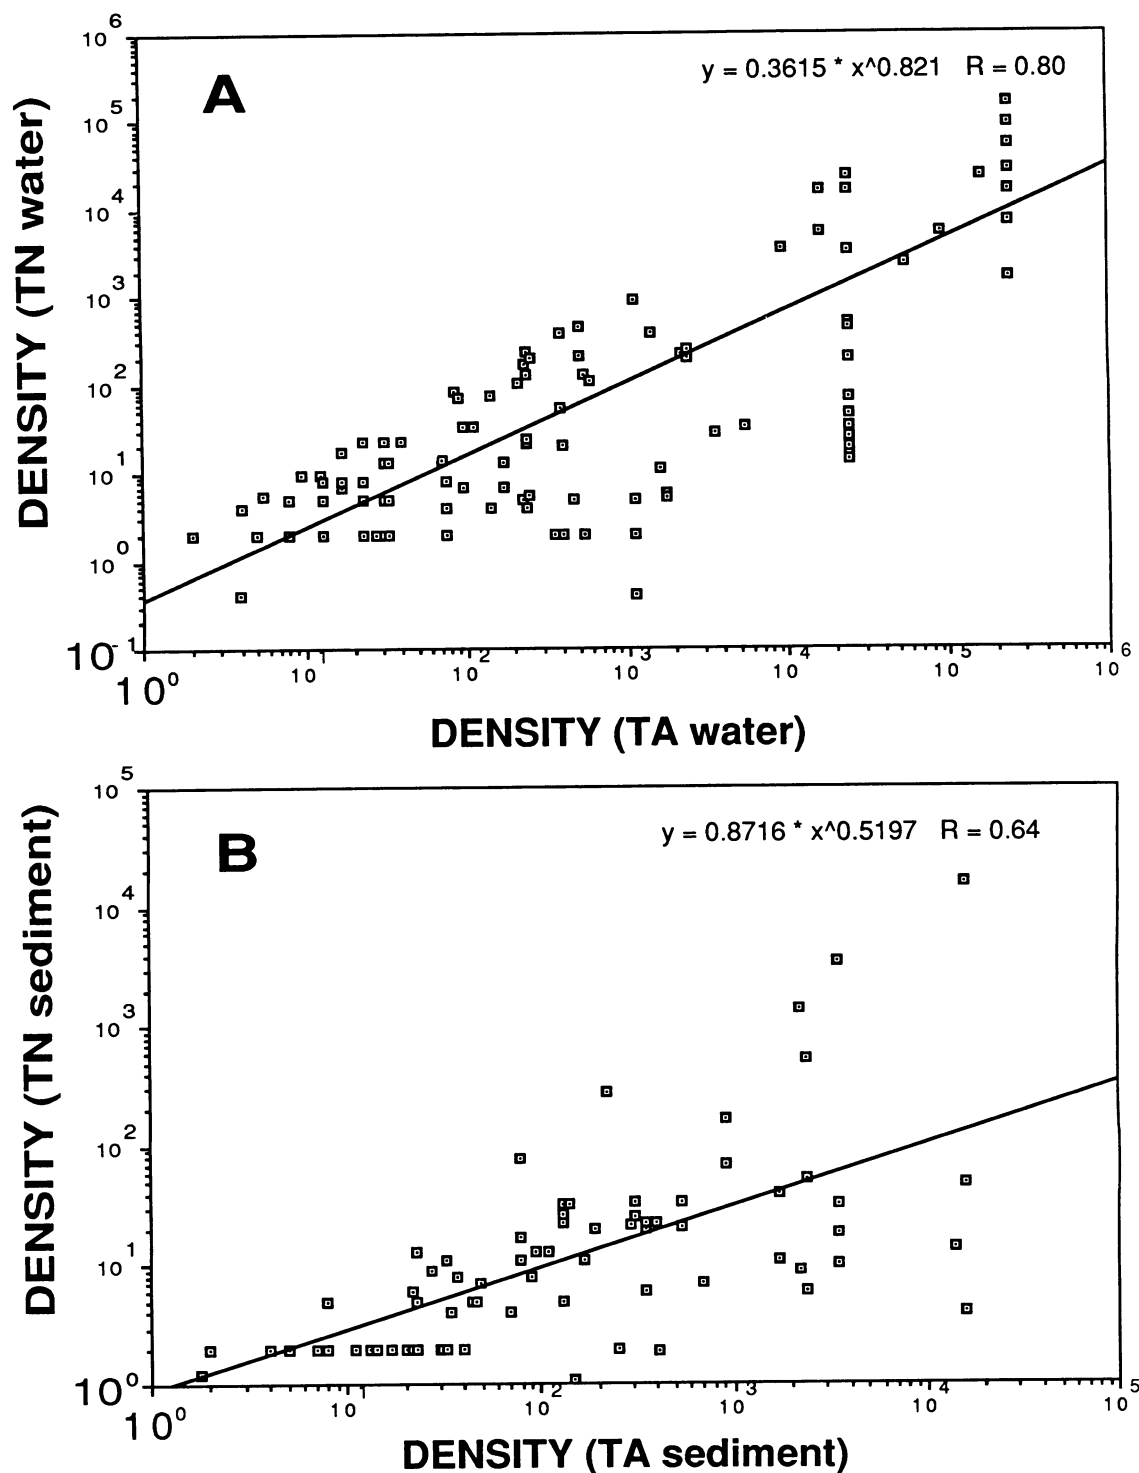 10^6
A
y = 0.3615 * x^0.821 R = 0.80
10^5
10^4
10^3
10^2
10^1
10^0
10^-1
DENSITY (TN water)
10^0 10^1 10^2 10^3 10^4 10^5 10^6
DENSITY (TA water)
10^5
B
y = 0.8716 * x^0.5197 R = 0.64
10^4
10^3
10^2
10^1
10^0
DENSITY (TN sediment)
10^0 10^1 10^2 10^3 10^4 10^5
DENSITY (TA sediment)